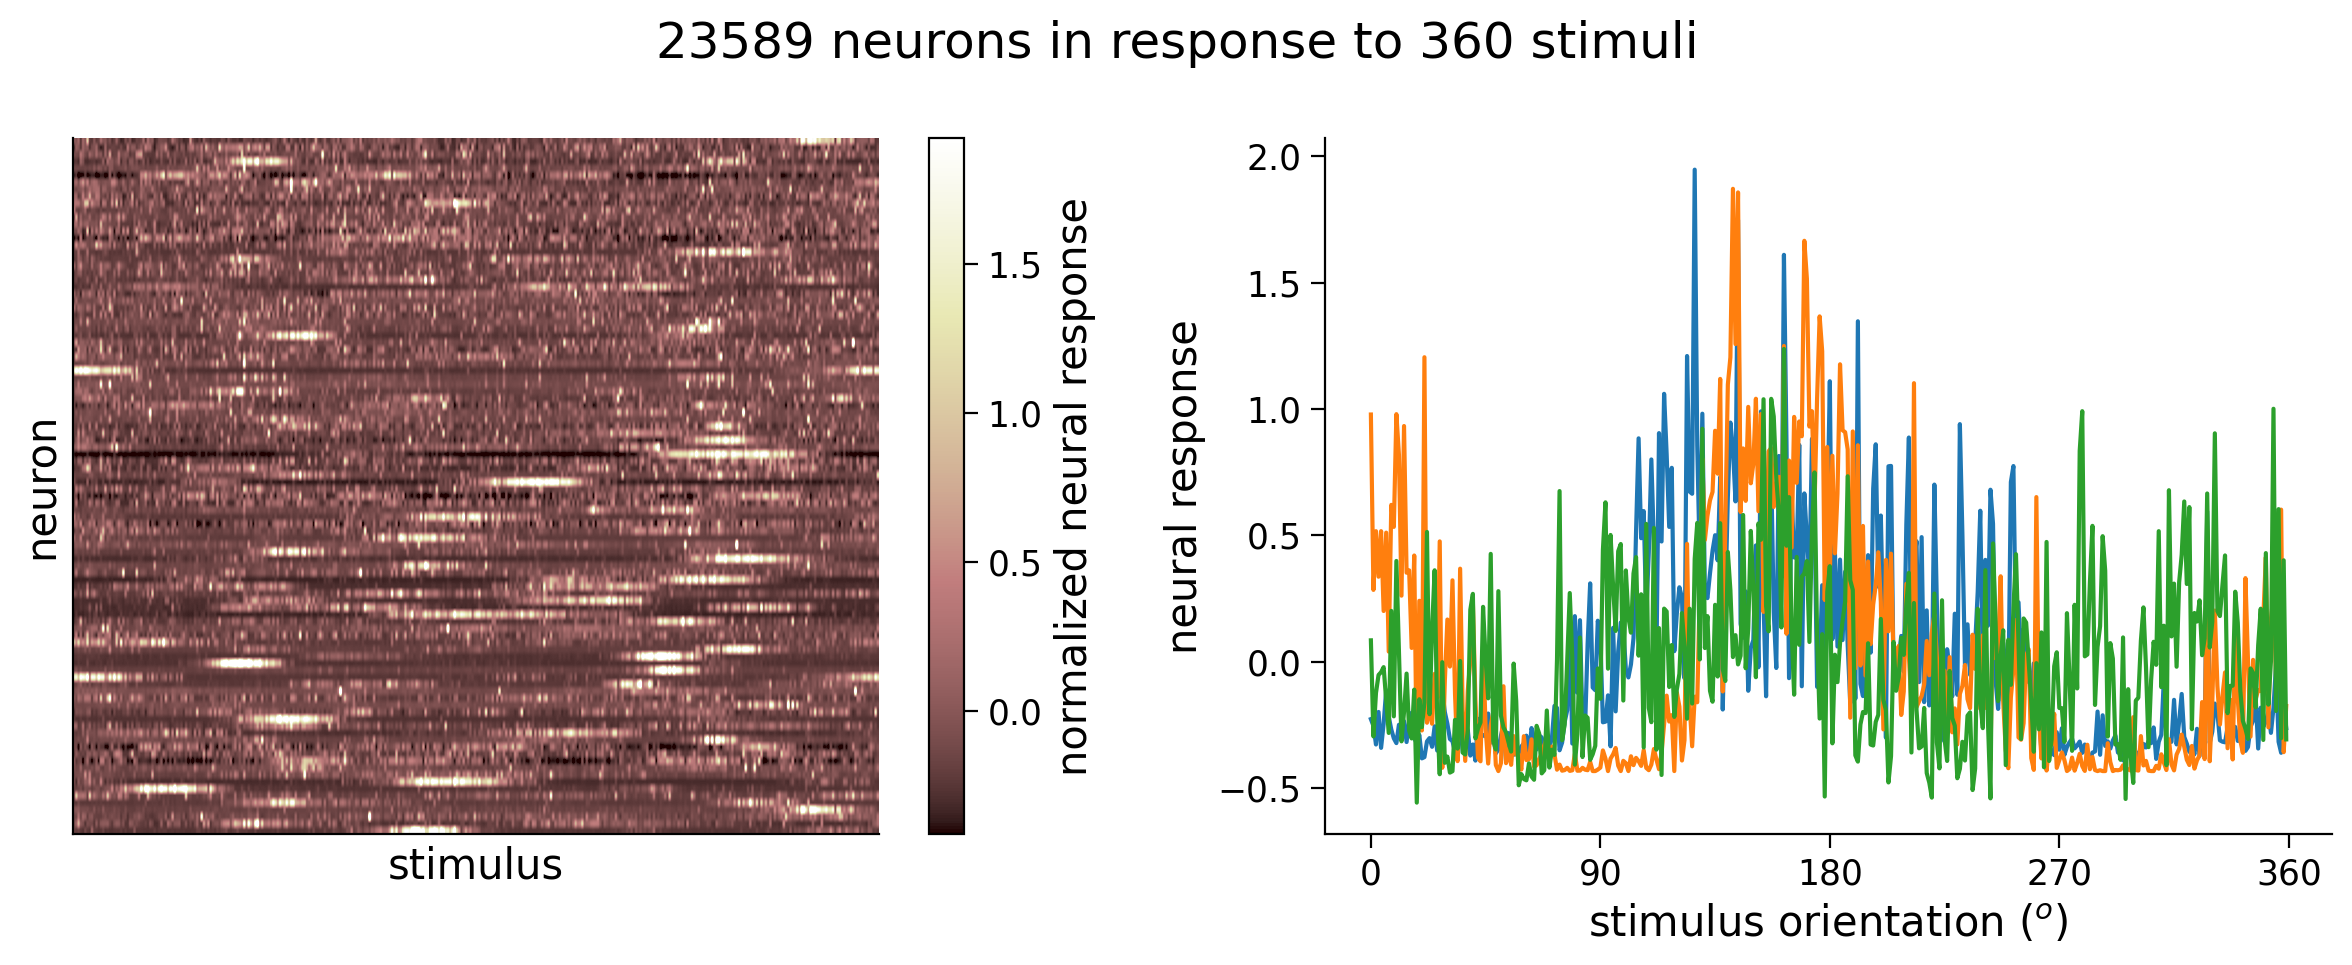 23589 neurons in response to 360 stimuli
neuron
stimulus
1.5
1.0
0.5
0.0
normalized neural response
neural response
2.0
1.5
1.0
0.5
0.0
−0.5
0 90 180 270 360
stimulus orientation (°)